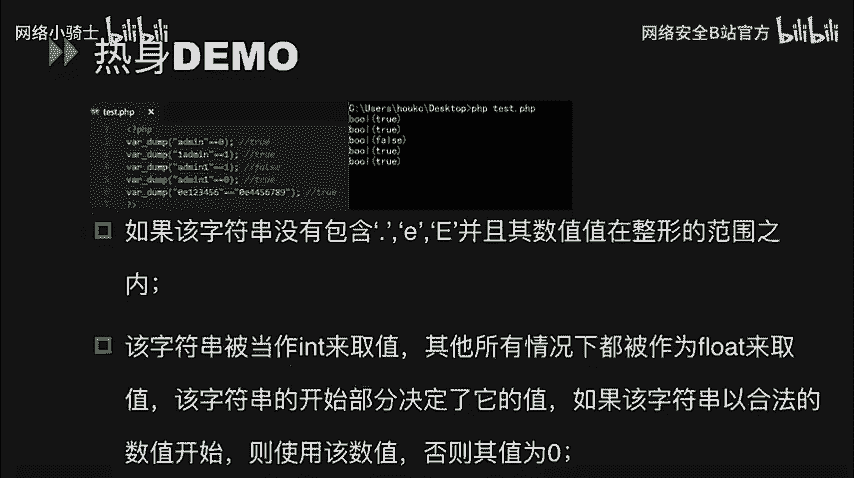 网络小骑士 bilibili
网络安全B站官方 bilibili
热身DEMO
test.php ×
G:\Users\houko\Desktop>php test.php
<?php
var_dump("admin"==0); //true
var_dump("1admin"==1); //true
var_dump("admin1"==1); //false
var_dump("admin1"==0); //true
var_dump("0e123456"=="0e4456789"); //true
?>
bool(true)
bool(true)
bool(false)
bool(true)
bool(true)
如果该字符串没有包含‘.’,‘e’,‘E’并且其数值值在整形的范围之
内；
该字符串被当作int来取值，其他所有情况下都被作为float来取
值，该字符串的开始部分决定了它的值，如果该字符串以合法的
数值开始，则使用该数值，否则其值为0；